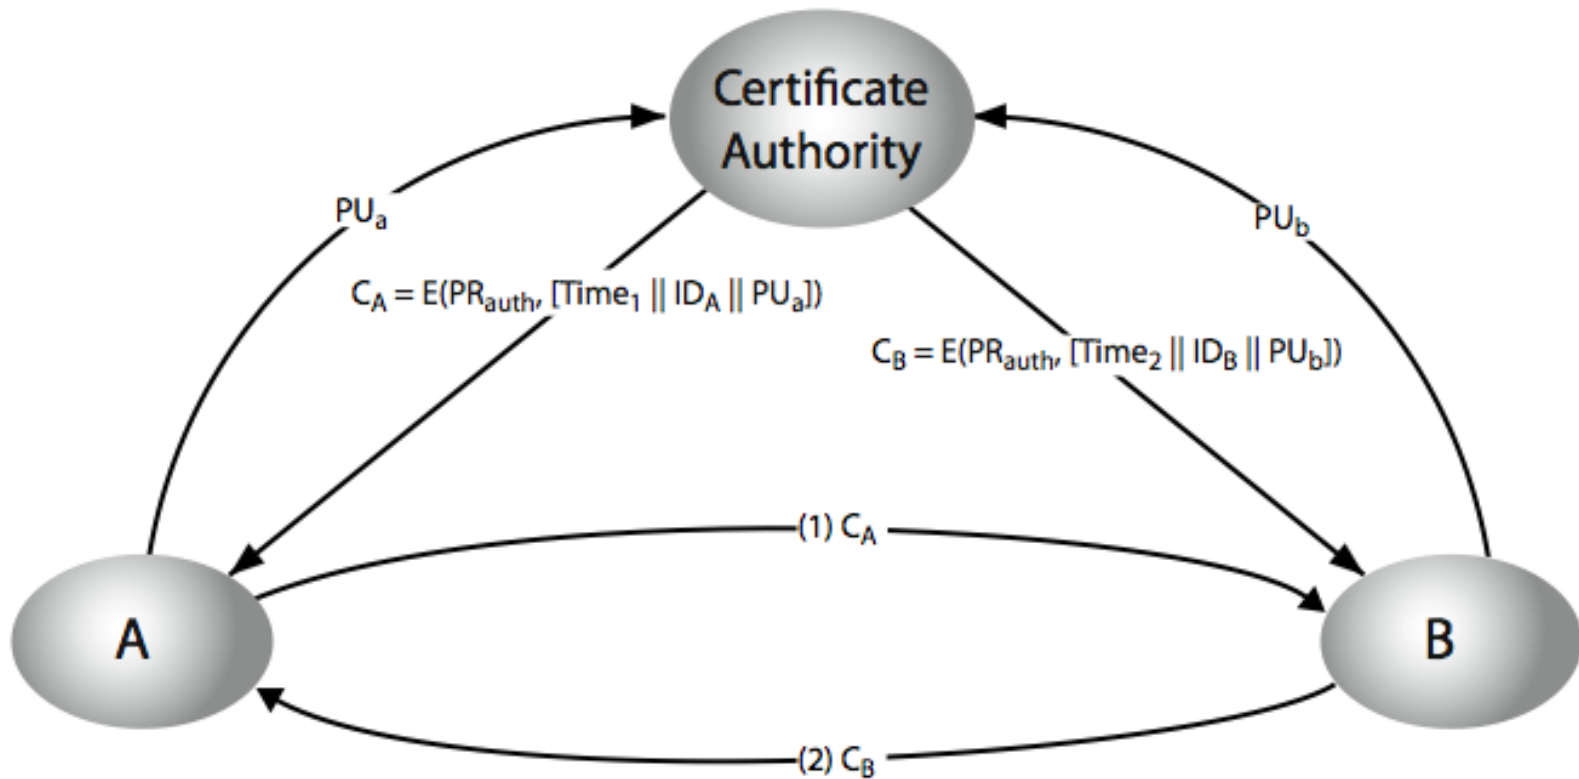 Certificate
Authority
PUa
PUb
CA = E(PRauth, [Time1 || IDA || PUa])
CB = E(PRauth, [Time2 || IDB || PUb])
(1) CA
A
B
(2) CB